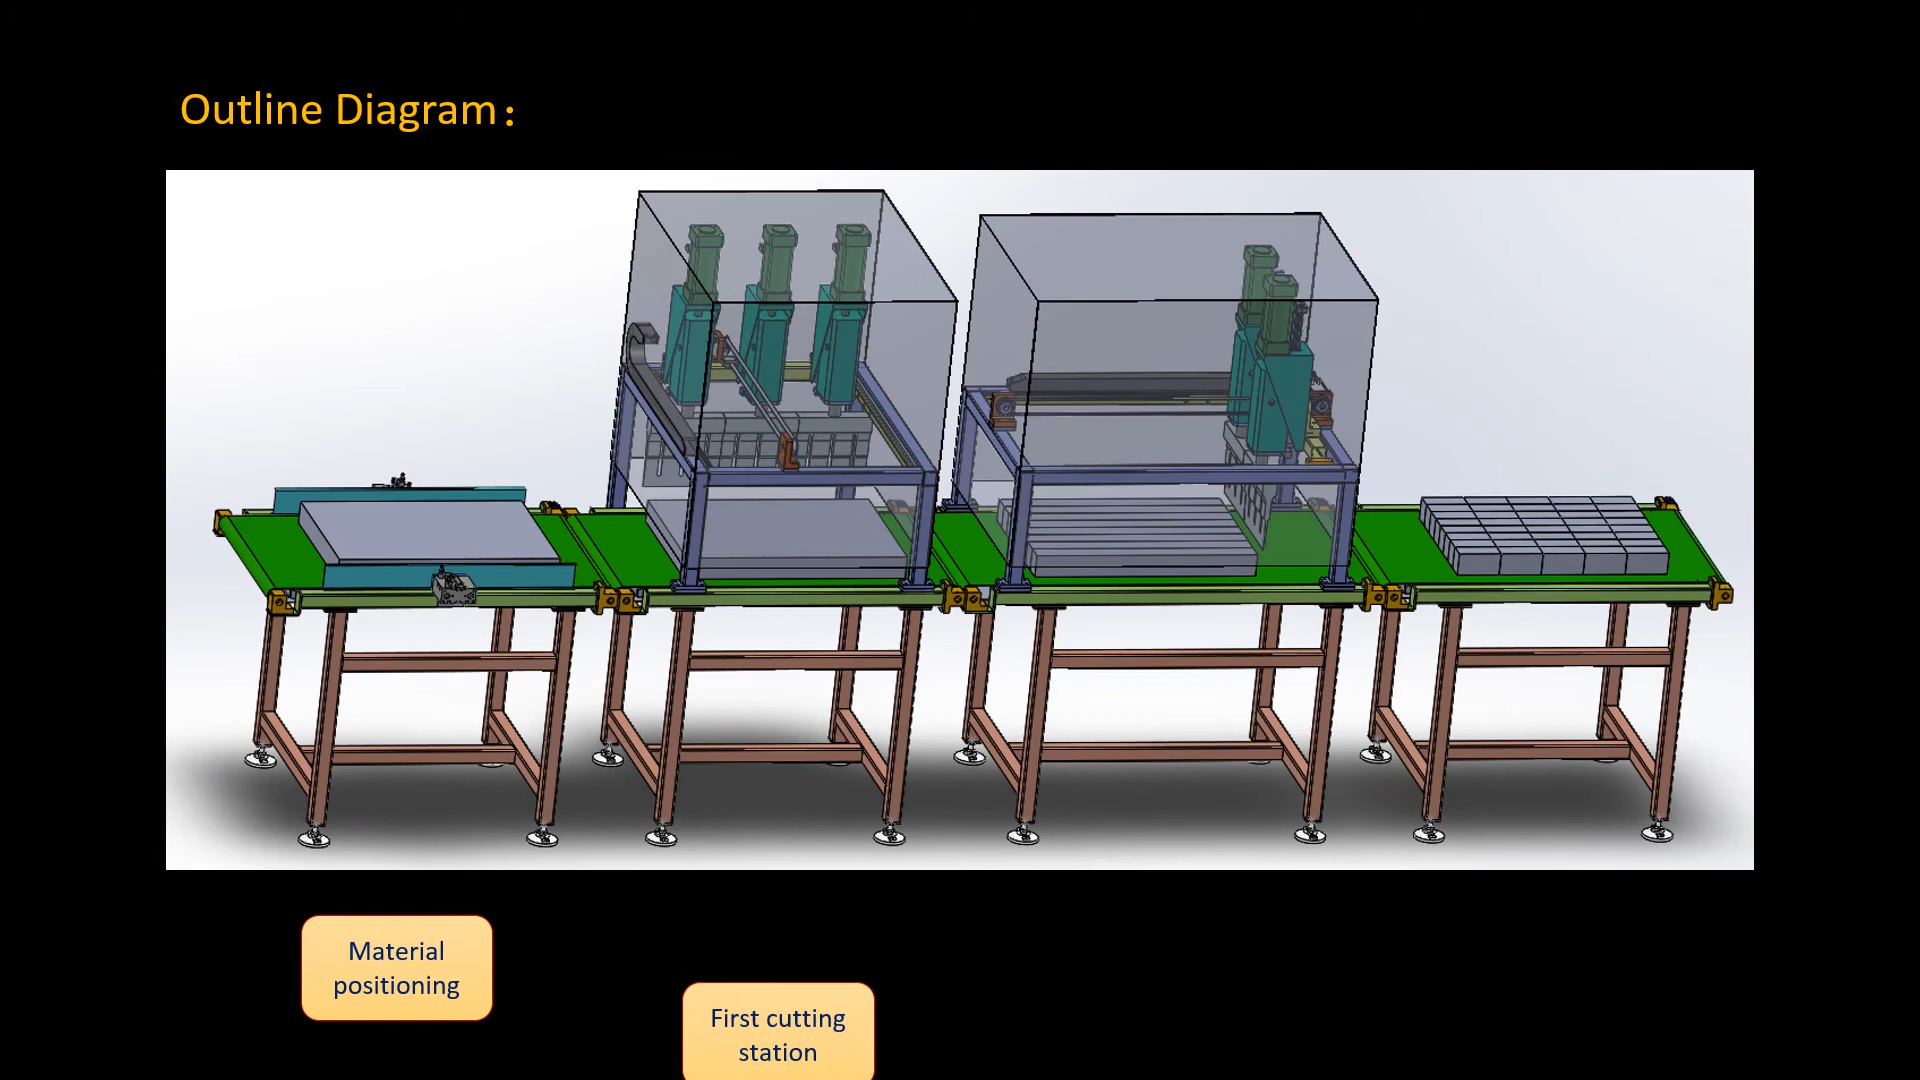 Outline Diagram：
Material
positioning
First cutting
station